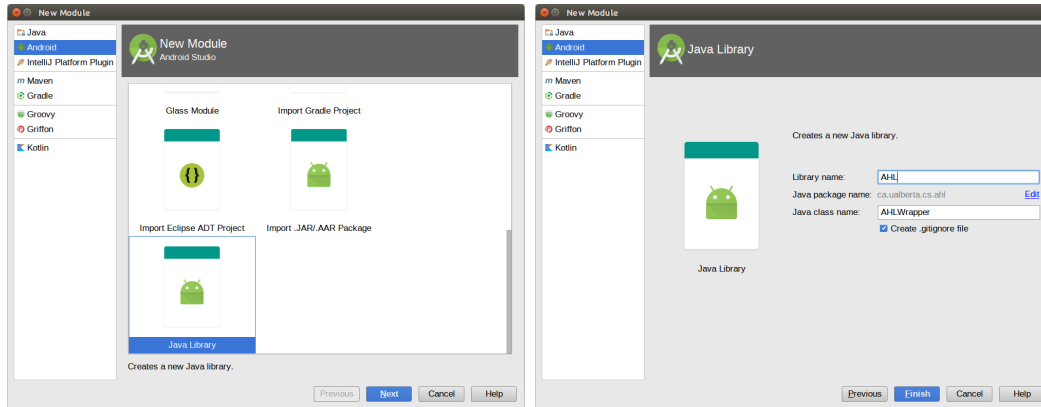 New Module
Java
Android
IntelliJ Platform Plugin
Maven
Gradle
Groovy
Griffon
Kotlin
New Module
Android Studio
Glass Module
Import Gradle Project
Import Eclipse ADT Project
Import .JAR/.AAR Package
Java Library
Creates a new Java library.
Previous
Next
Cancel
Help
New Module
Java
Android
IntelliJ Platform Plugin
Maven
Gradle
Groovy
Griffon
Kotlin
Java Library
Java Library
Creates a new Java library.
Library name: AHL
Java package name: ca.ualberta.cs.ahl Edit
Java class name: AHLWrapper
Create .gitignore file
Previous
Finish
Cancel
Help